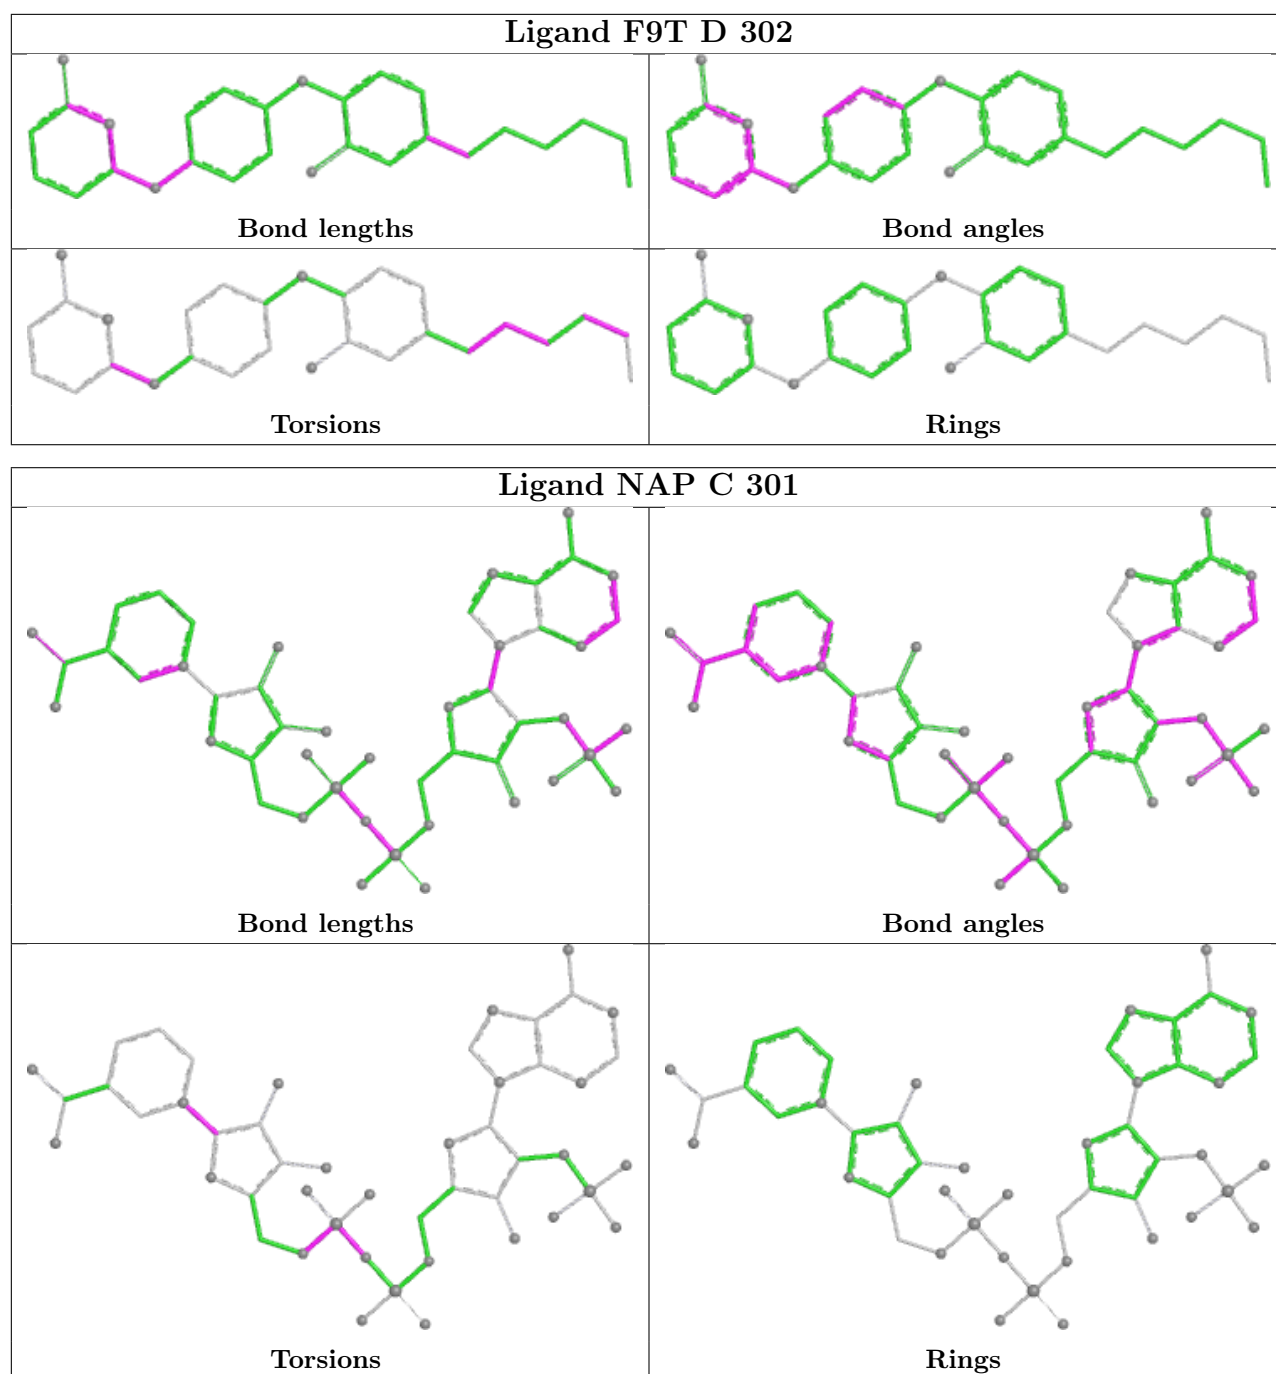 Ligand F9T D 302
Bond lengths
Bond angles
Torsions
Rings
Ligand NAP C 301
Bond lengths
Bond angles
Torsions
Rings